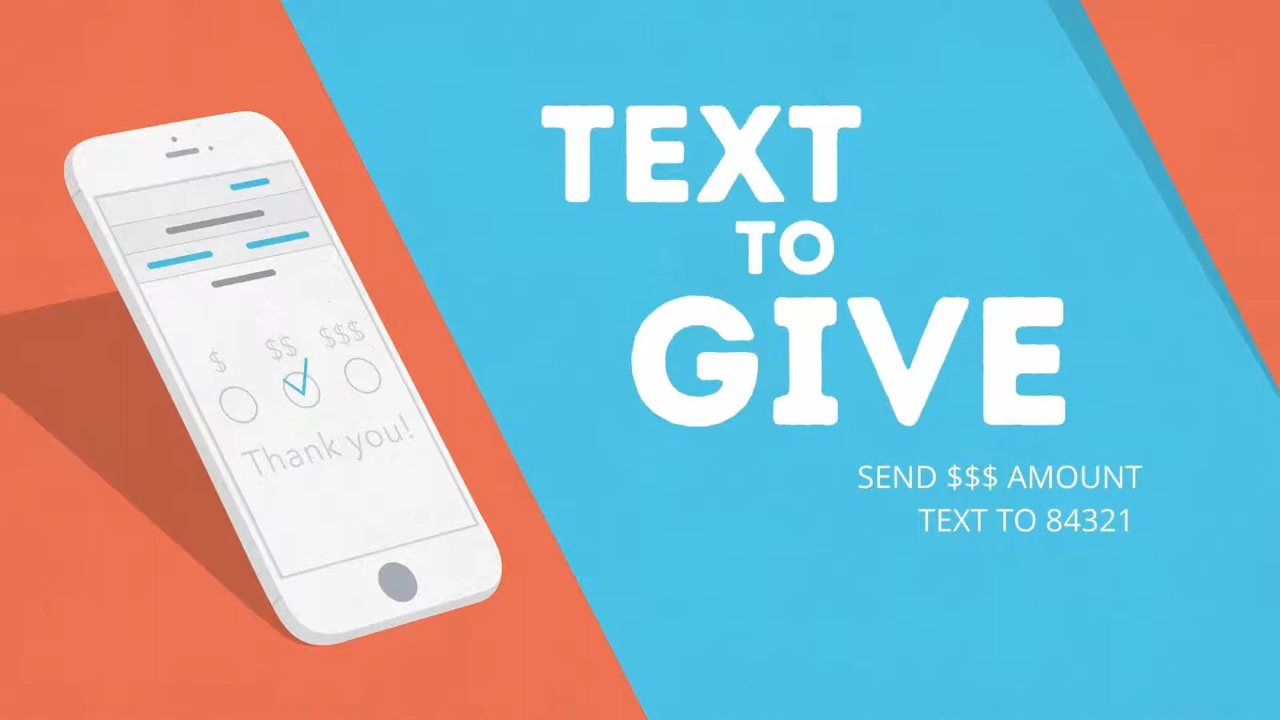 TEXT
TO
GIVE
SEND $$$ AMOUNT
TEXT TO 84321
$ $$ $$$
Thank you!